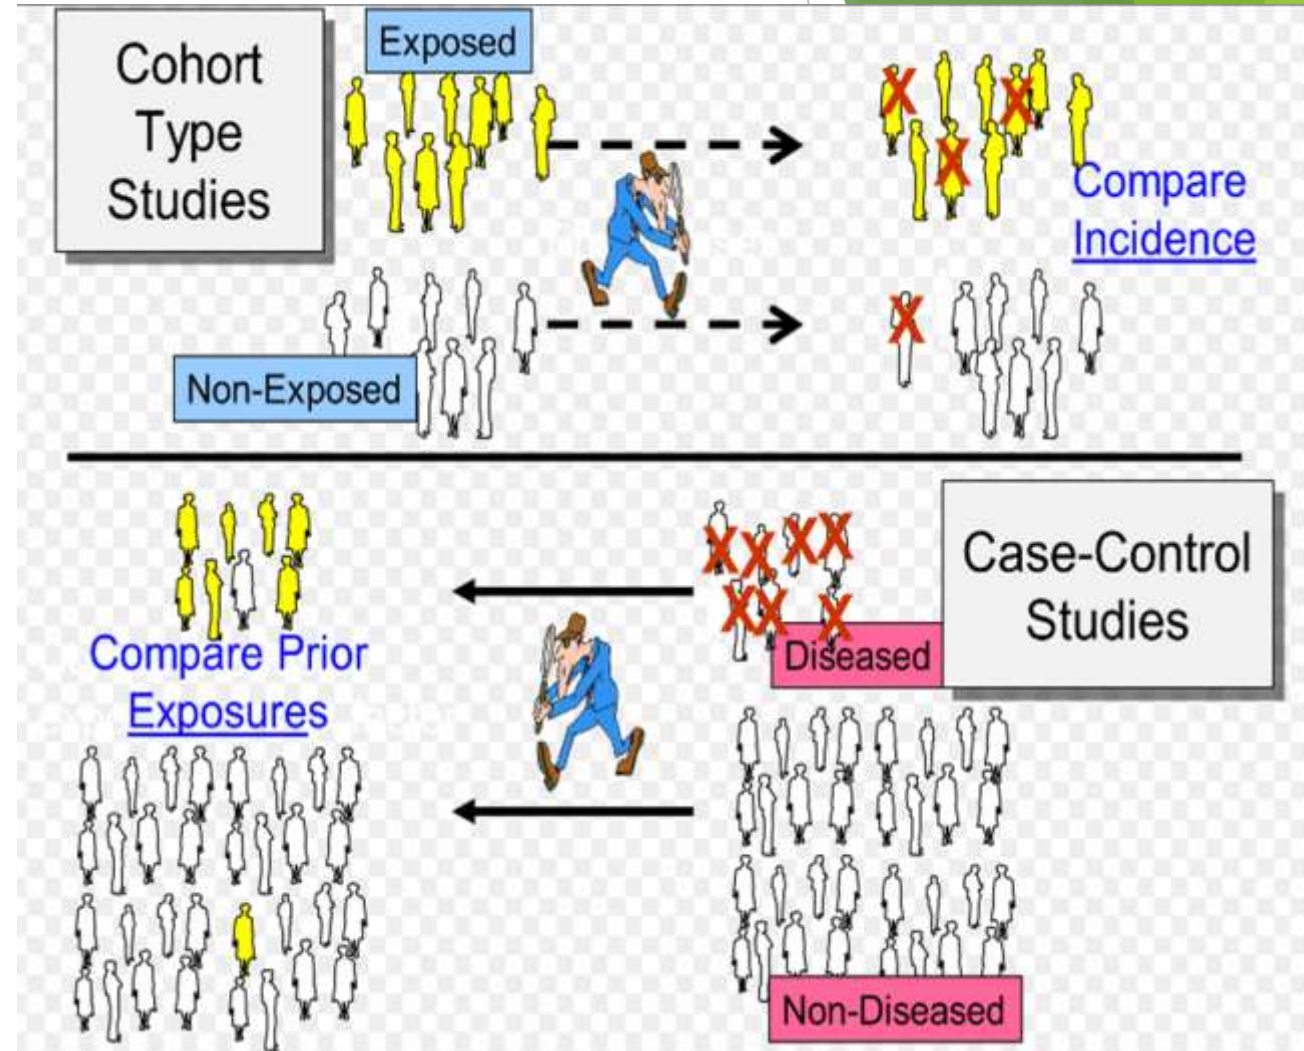 Cohort
Type
Studies
Exposed
Compare
Incidence
Non-Exposed
Case-Control
Studies
Diseased
Compare Prior
Exposures
Non-Diseased